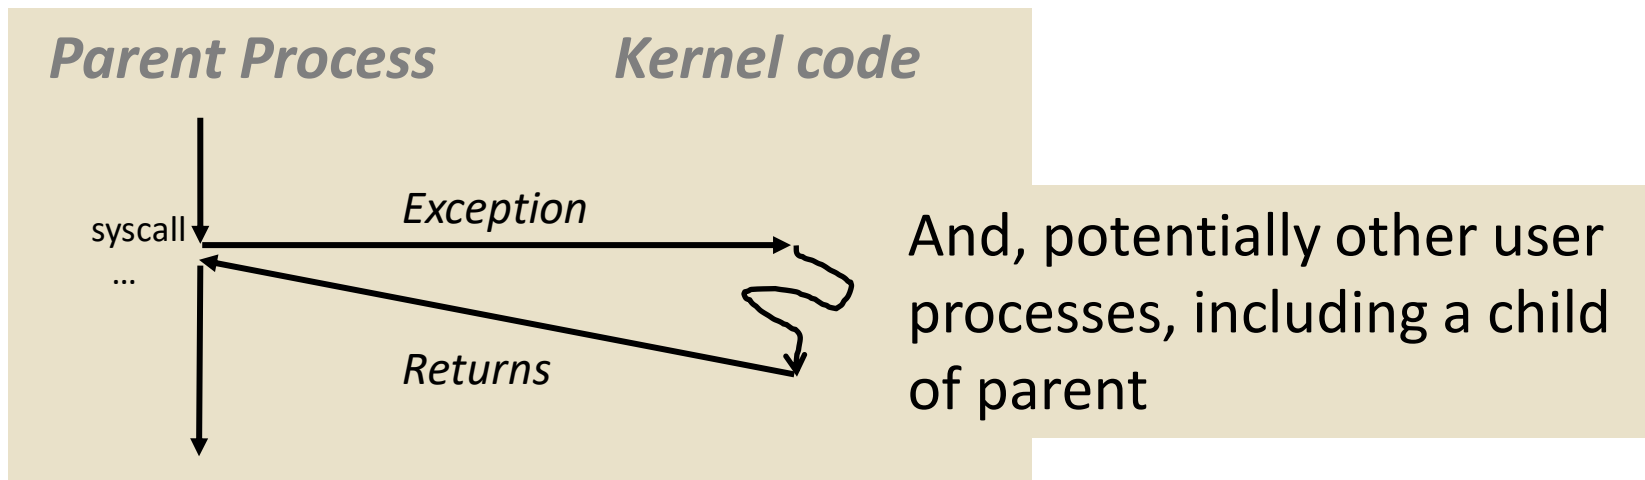 Parent Process
Kernel code
Exception
syscall
...
Returns
And, potentially other user
processes, including a child
of parent